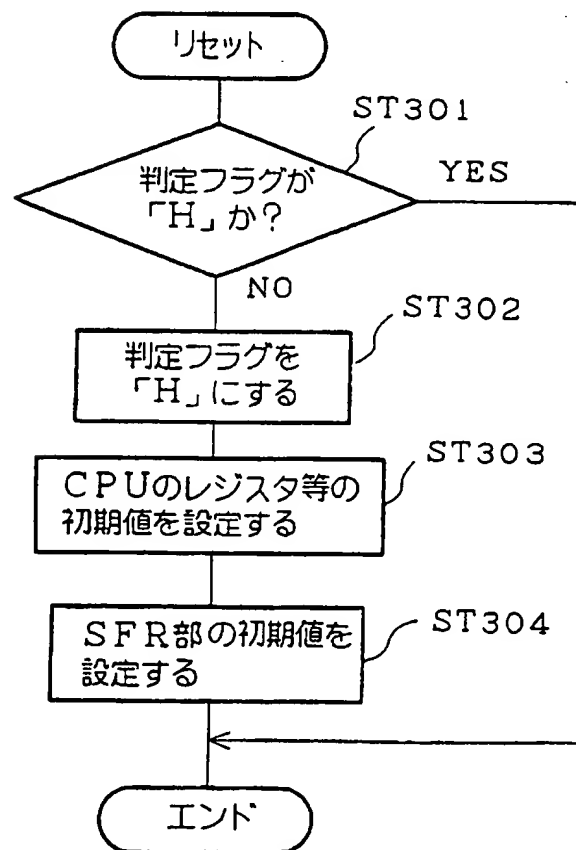 リセット
ST301
判定フラグが
「H」か?
YES
NO
ST302
判定フラグを
「H」にする
ST303
CPUのレジスタ等の
初期値を設定する
ST304
SFR部の初期値を
設定する
エンド